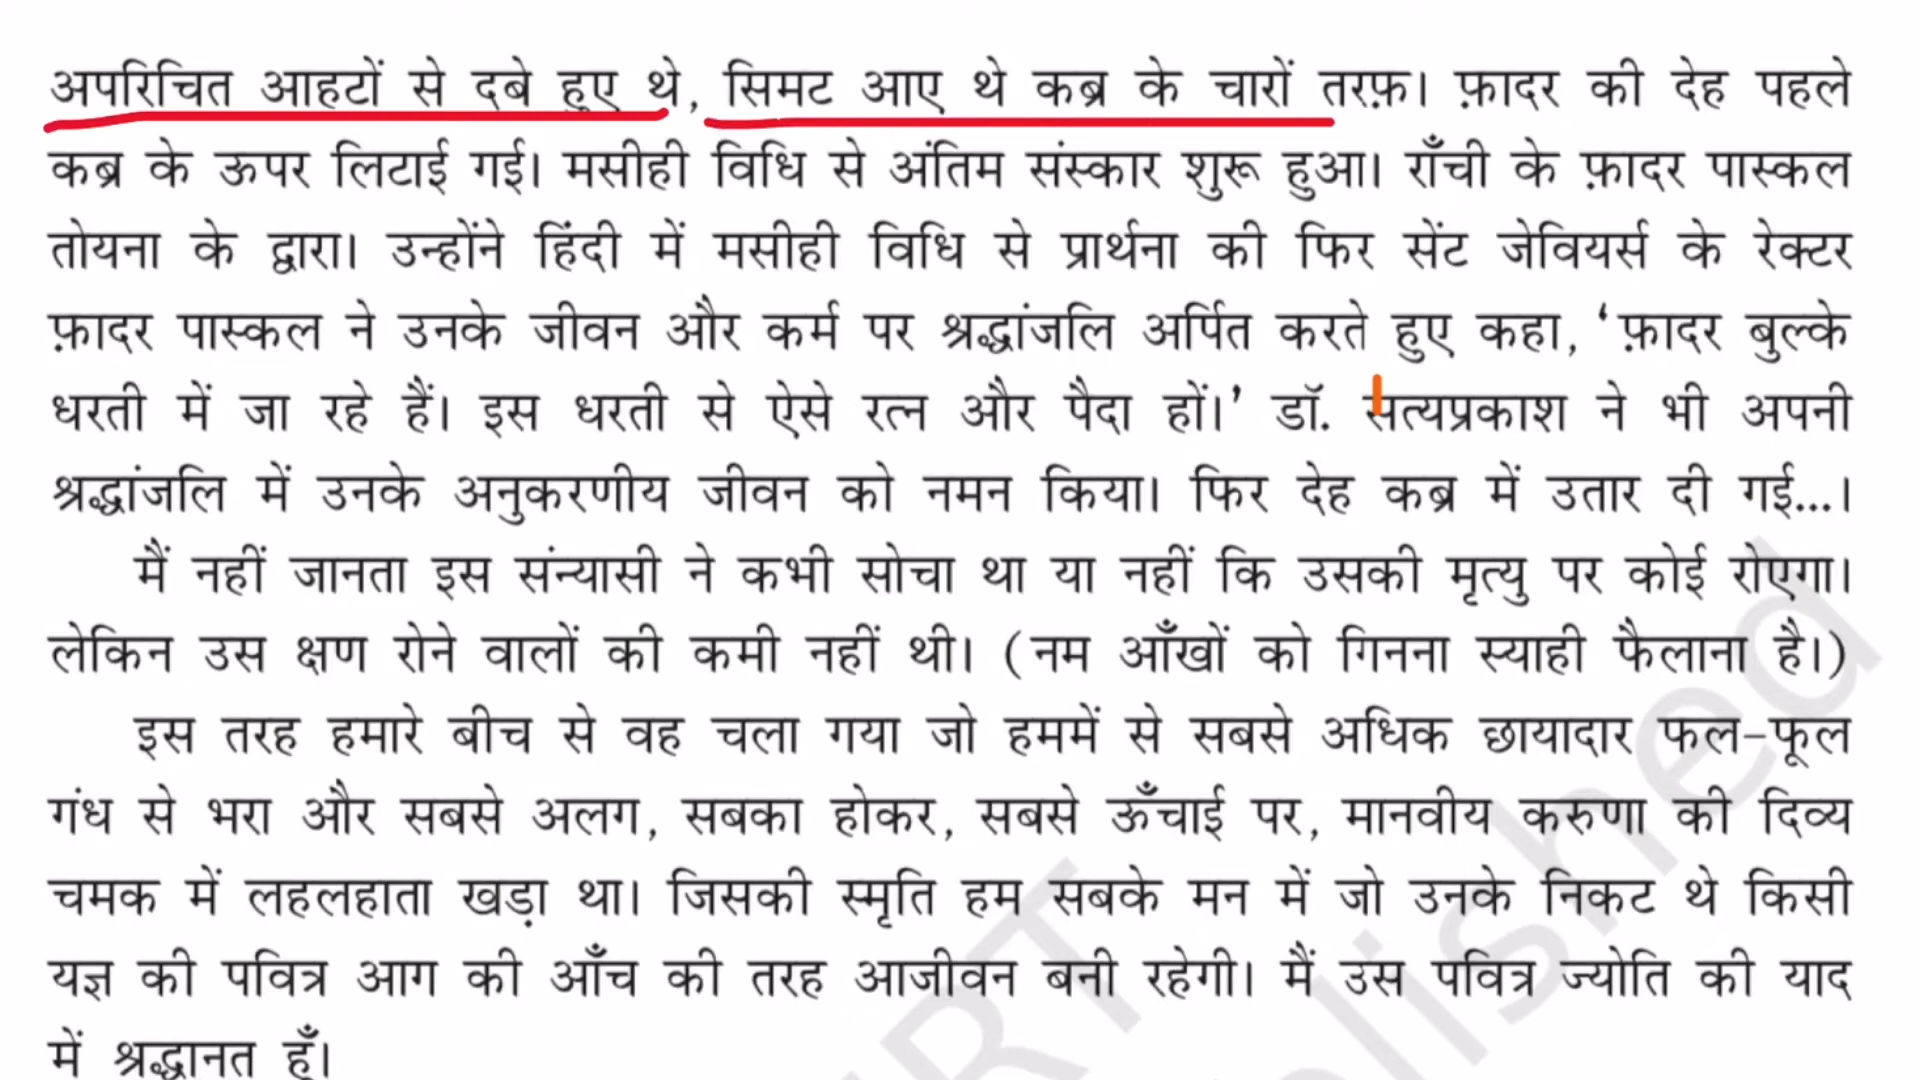 अपरिचित आहटों से दबे हुए थे, सिमट आए थे कब्र के चारों तरफ़। फ़ादर की देह पहले
कब्र के ऊपर लिटाई गई। मसीही विधि से अंतिम संस्कार शुरू हुआ। राँची के फ़ादर पास्कल
तोयना के द्वारा। उन्होंने हिंदी में मसीही विधि से प्रार्थना की फिर सेंट जेवियर्स के रेक्टर
फ़ादर पास्कल ने उनके जीवन और कर्म पर श्रद्धांजलि अर्पित करते हुए कहा, ‘फ़ादर बुल्के
धरती में जा रहे हैं। इस धरती से ऐसे रत्न और पैदा हों।’ डॉ. सत्यप्रकाश ने भी अपनी
श्रद्धांजलि में उनके अनुकरणीय जीवन को नमन किया। फिर देह कब्र में उतार दी गई...।
मैं नहीं जानता इस संन्यासी ने कभी सोचा था या नहीं कि उसकी मृत्यु पर कोई रोएगा।
लेकिन उस क्षण रोने वालों की कमी नहीं थी। (नम आँखों को गिनना स्याही फैलाना है।)
इस तरह हमारे बीच से वह चला गया जो हममें से सबसे अधिक छायादार फल-फूल
गंध से भरा और सबसे अलग, सबका होकर, सबसे ऊँचाई पर, मानवीय करुणा की दिव्य
चमक में लहलहाता खड़ा था। जिसकी स्मृति हम सबके मन में जो उनके निकट थे किसी
यज्ञ की पवित्र आग की आँच की तरह आजीवन बनी रहेगी। मैं उस पवित्र ज्योति की याद
में श्रद्धानत हूँ।